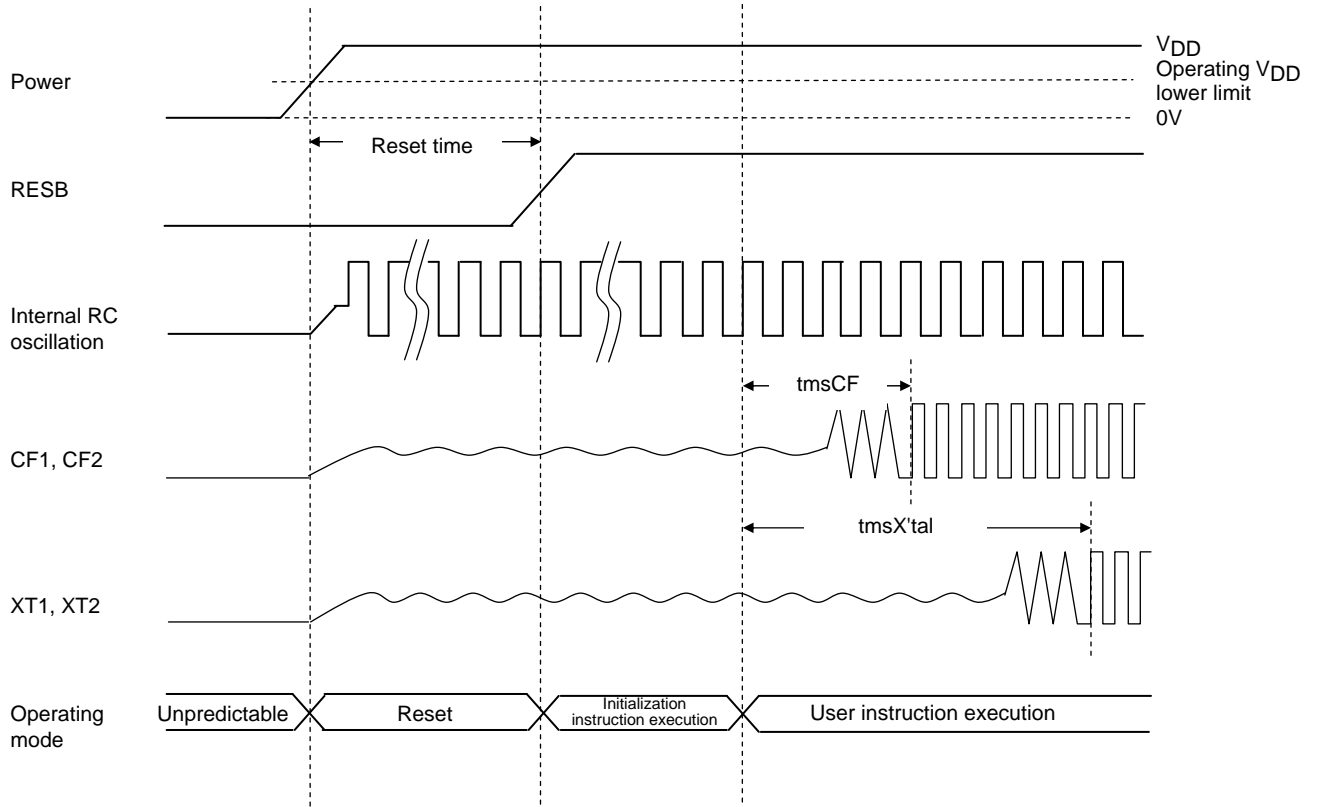 VDD
Power
Operating VDD
lower limit
0V
Reset time
RESB
Internal RC
oscillation
tmsCF
CF1, CF2
tmsX'tal
XT1, XT2
Operating
mode
Unpredictable
Reset
Initialization
instruction execution
User instruction execution